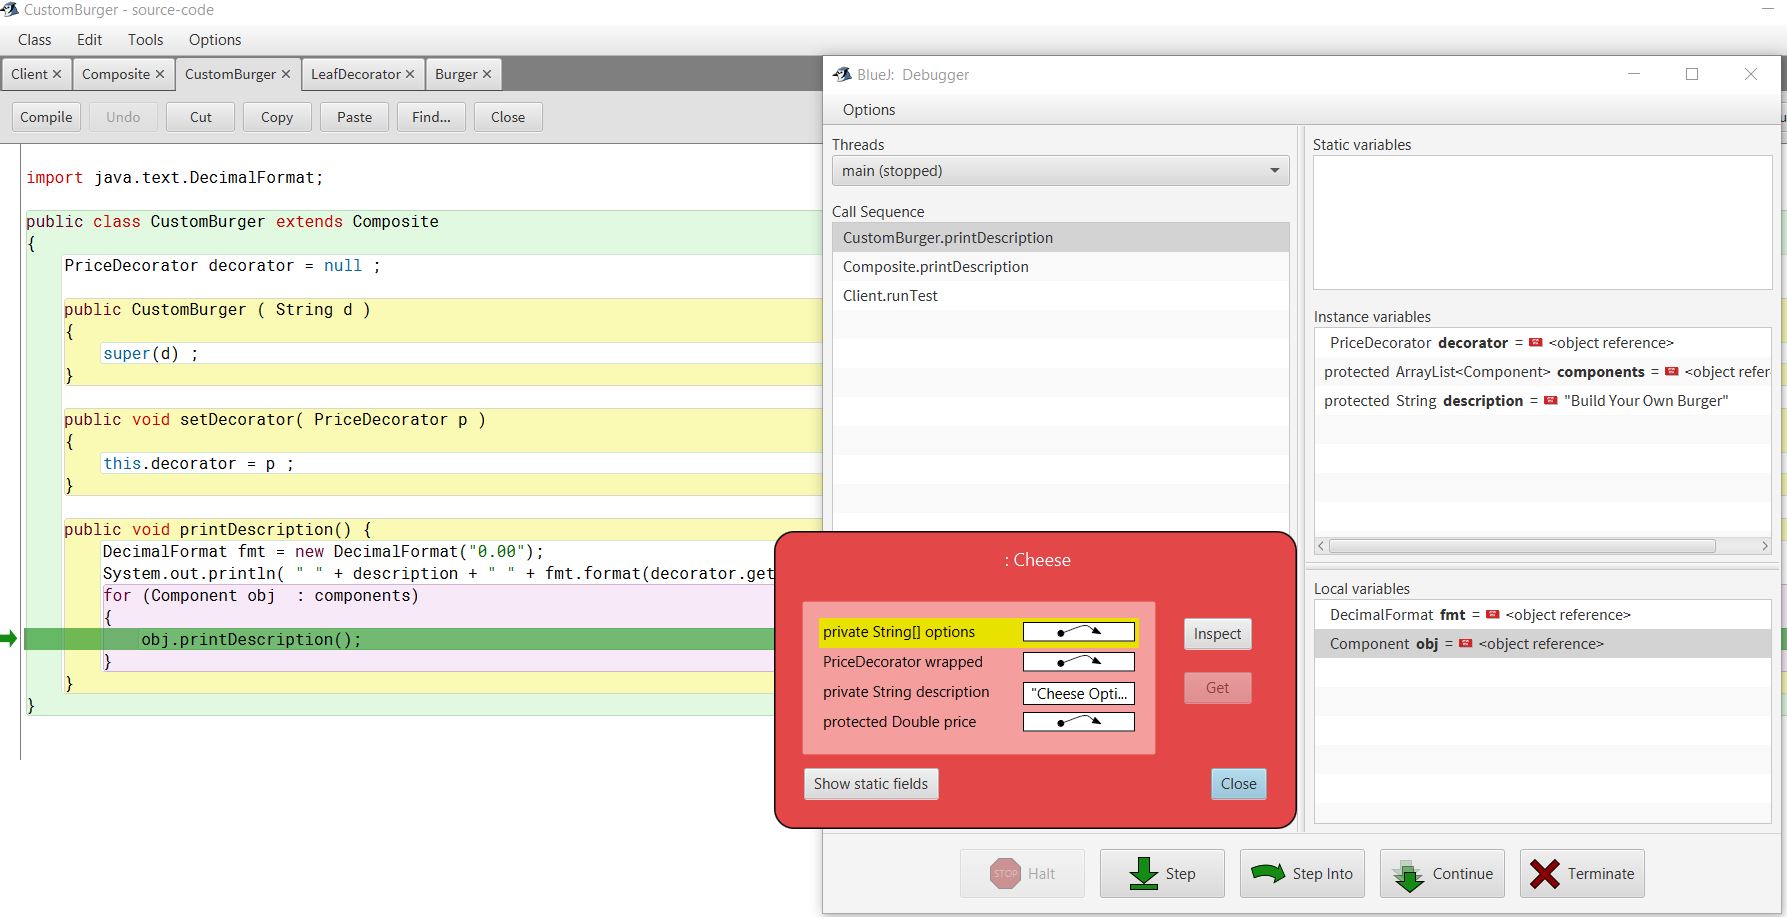 CustomBurger - source-code
Class Edit Tools Options
Client × Composite × CustomBurger × LeafDecorator × Burger ×
Compile Undo Cut Copy Paste Find... Close
import java.text.DecimalFormat;
public class CustomBurger extends Composite
{
PriceDecorator decorator = null ;
public CustomBurger ( String d )
{
super(d) ;
}
public void setDecorator( PriceDecorator p )
{
this.decorator = p ;
}
public void printDescription() {
DecimalFormat fmt = new DecimalFormat("0.00");
System.out.println( " " + description + " " + fmt.format(decorator.get
for (Component obj : components)
{
obj.printDescription();
}
}
}
BlueJ: Debugger
Options
Threads
main (stopped)
Call Sequence
CustomBurger.printDescription
Composite.printDescription
Client.runTest
Static variables
Instance variables
PriceDecorator decorator = <object reference>
protected ArrayList<Component> components = <object refer
protected String description = "Build Your Own Burger"
Local variables
DecimalFormat fmt = <object reference>
Component obj = <object reference>
: Cheese
private String[] options
PriceDecorator wrapped
private String description "Cheese Opti...
protected Double price
Inspect
Get
Show static fields
Close
STOP Halt
Step
Step Into
Continue
Terminate